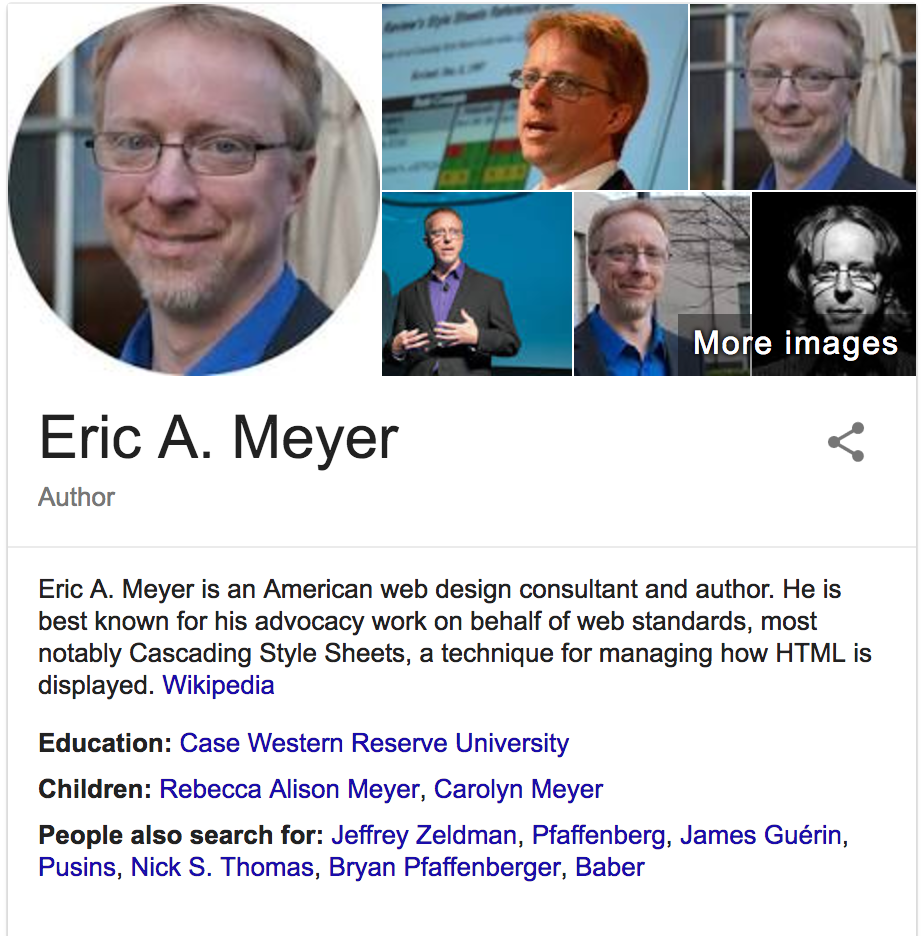 More images
Eric A. Meyer
Author
Eric A. Meyer is an American web design consultant and author. He is
best known for his advocacy work on behalf of web standards, most
notably Cascading Style Sheets, a technique for managing how HTML is
displayed. Wikipedia
Education: Case Western Reserve University
Children: Rebecca Alison Meyer, Carolyn Meyer
People also search for: Jeffrey Zeldman, Pfaffenberg, James Guérin,
Pusins, Nick S. Thomas, Bryan Pfaffenberger, Baber